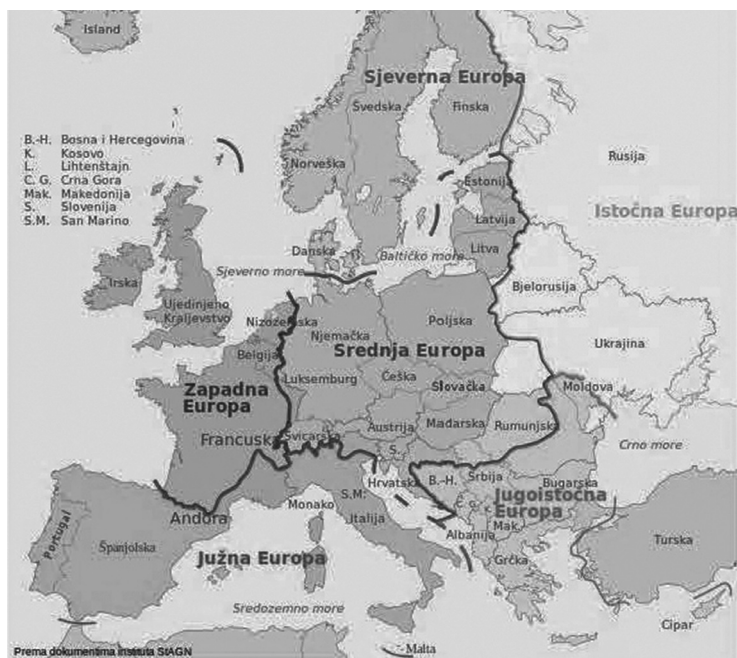 Island
Sjeverna Europa
Švedska
Finska
B.-H. Bosna i Hercegovina
K. Kosovo
L. Lihtenštajn
C. G. Crna Gora
Mak. Makedonija
S. Slovenija
S.M. San Marino
Norveška
Rusija
Estonija
Istočna Europa
Latvija
Danska
Litva
Baltičko more
Sjeverno more
Irska
Bjelorusija
Ujedinjeno
Kraljevstvo
Nizozemska
Njemačka
Poljska
Ukrajina
Belgija
Srednja Europa
Luksemburg
Češka
Slovačka
Moldova
Zapadna
Europa
Austrija
Mađarska
Rumunjska
Francuska
Švicarska
S.
Crno more
Hrvatska
B.-H.
Srbija
Bugarska
S.M.
Jugoistočna
Europa
Monako
Italija
C.
G.
K.
Mak.
Andora
Albanija
Portugal
Španjolska
Južna Europa
Grčka
Turska
Sredozemno more
Cipar
Malta
Prema dokumentima instituta StAGN